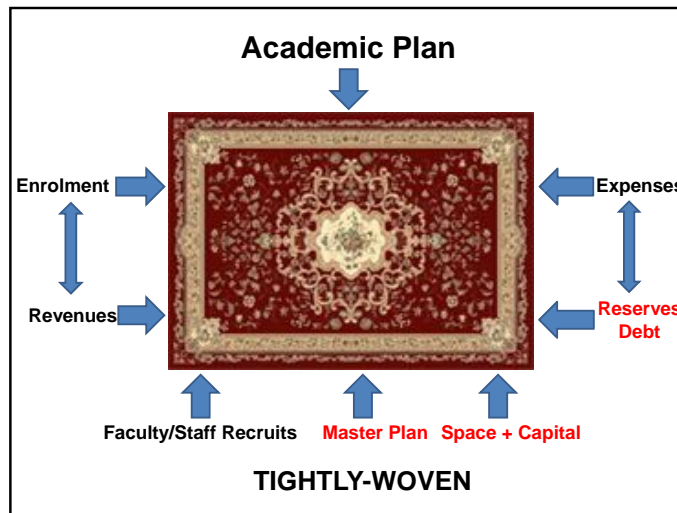 Academic Plan
Enrolment
Expenses
Revenues
Reserves
Debt
Faculty/Staff Recruits Master Plan Space + Capital
TIGHTLY-WOVEN